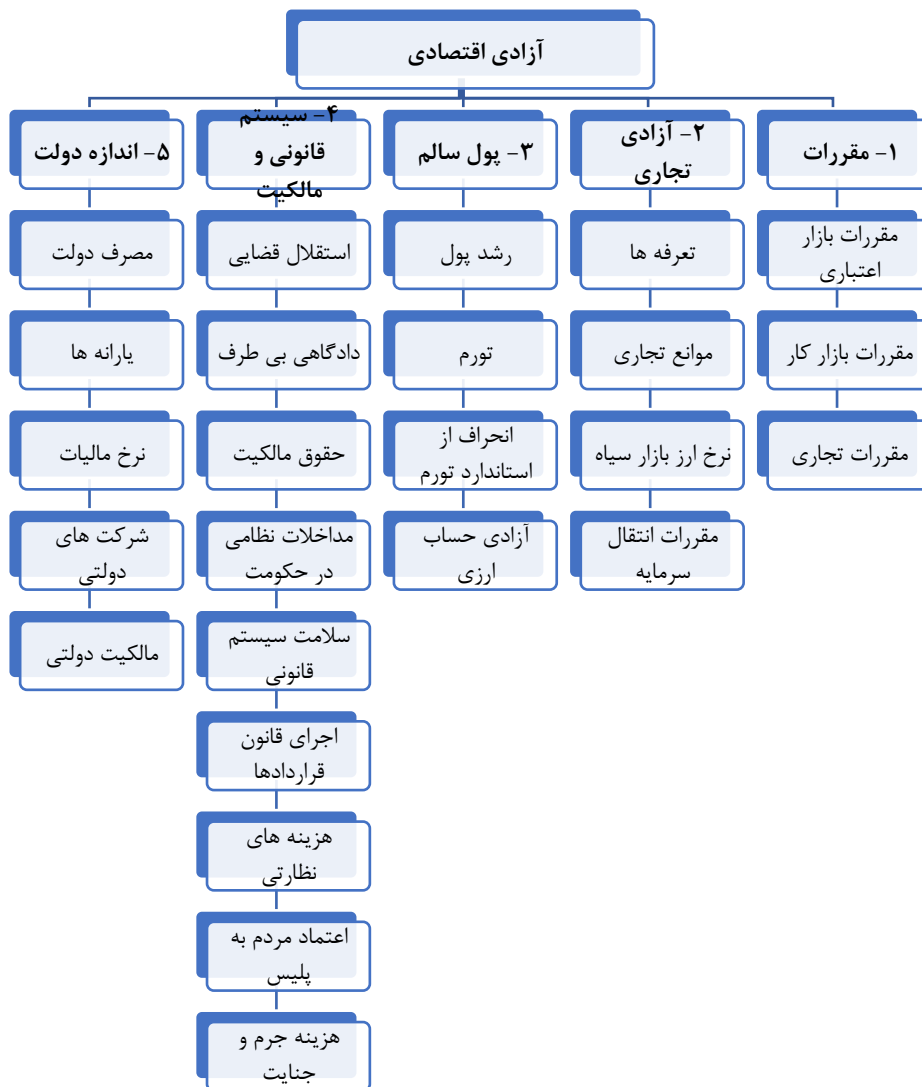 آزادی اقتصادی
۱- مقررات
مقررات بازار
اعتباری
مقررات بازار کار
مقررات تجاری
۲- آزادی
تجاری
تعرفه ها
موانع تجاری
نرخ ارز بازار سیاه
مقررات انتقال
سرمایه
۳- پول سالم
رشد پول
تورم
انحراف از
استاندارد تورم
آزادی حساب
ارزی
۴- سیستم
قانونی و
مالکیت
استقلال قضایی
دادگاهی بی طرف
حقوق مالکیت
مداخلات نظامی
در حکومت
سلامت سیستم
قانونی
اجرای قانون
قراردادها
هزینه های
نظارتی
اعتماد مردم به
پلیس
هزینه جرم و
جنایت
۵- اندازه دولت
مصرف دولت
یارانه ها
نرخ مالیات
شرکت های
دولتی
مالکیت دولتی